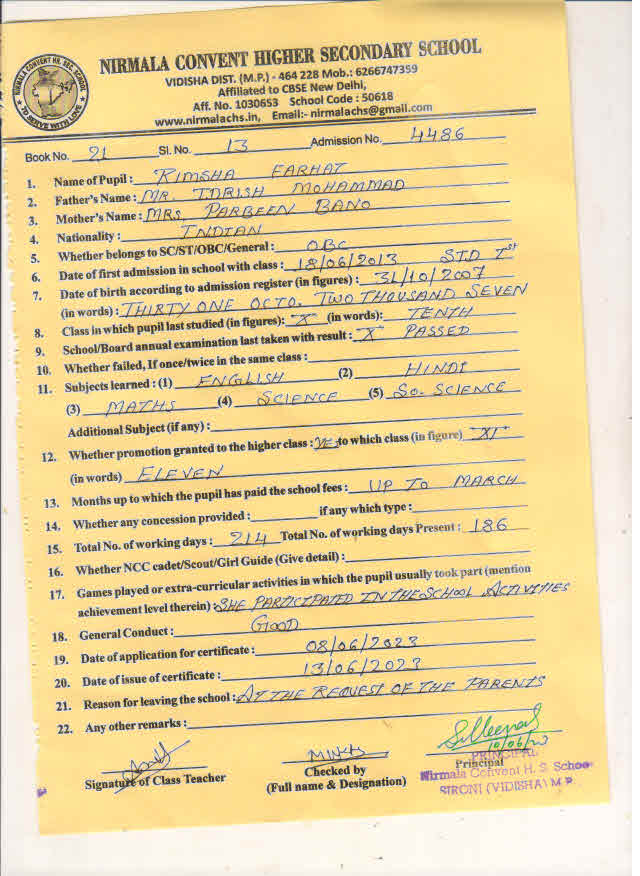 NIRMALA CONVENT HR. SEC. SCHOOL
TO SERVE WITH LOVE
NIRMALA CONVENT HIGHER SECONDARY SCHOOL
VIDISHA DIST. (M.P.) - 464 228 Mob.: 6266747359
Affiliated to CBSE New Delhi,
Aff. No. 1030653 School Code : 50618
www.nirmalachs.in, Email:- nirmalachs@gmail.com
Book No. 21 Sl. No. 13 Admission No. 4486
1. Name of Pupil : RIMSHA FARHAT
2. Father's Name : MR. IDRISH MOHAMMAD
3. Mother's Name : MRS. PARBEEN BANO
4. Nationality : INDIAN
5. Whether belongs to SC/ST/OBC/General : OBC
6. Date of first admission in school with class : 18/06/2013 STD Ist
7. Date of birth according to admission register (in figures) : 31/10/2007
(in words) : THIRTY ONE OCTO. TWO THOUSAND SEVEN
8. Class in which pupil last studied (in figures): "X" (in words): TENTH
9. School/Board annual examination last taken with result : "X" PASSED
10. Whether failed, If once/twice in the same class :
11. Subjects learned : (1) ENGLISH (2) HINDI
(3) MATHS (4) SCIENCE (5) So. SCIENCE
Additional Subject (if any) :
12. Whether promotion granted to the higher class : YES to which class (in figure) "XI"
(in words) ELEVEN
13. Months up to which the pupil has paid the school fees : UP TO MARCH
14. Whether any concession provided : if any which type :
15. Total No. of working days : 214 Total No. of working days Present : 186
16. Whether NCC cadet/Scout/Girl Guide (Give detail) :
17. Games played or extra-curricular activities in which the pupil usually took part (mention
achievement level therein) : SHE PARTICIPATED IN THE SCHOOL ACTIVITIES
18. General Conduct : GOOD
19. Date of application for certificate : 08/06/2023
20. Date of issue of certificate : 13/06/2023
21. Reason for leaving the school : AT THE REQUEST OF THE PARENTS
22. Any other remarks :
Signature of Class Teacher Checked by Principal
(Full name & Designation)
PRINCIPAL
Nirmala Convent H. S. School
SIRONJ (VIDISHA) M.P.